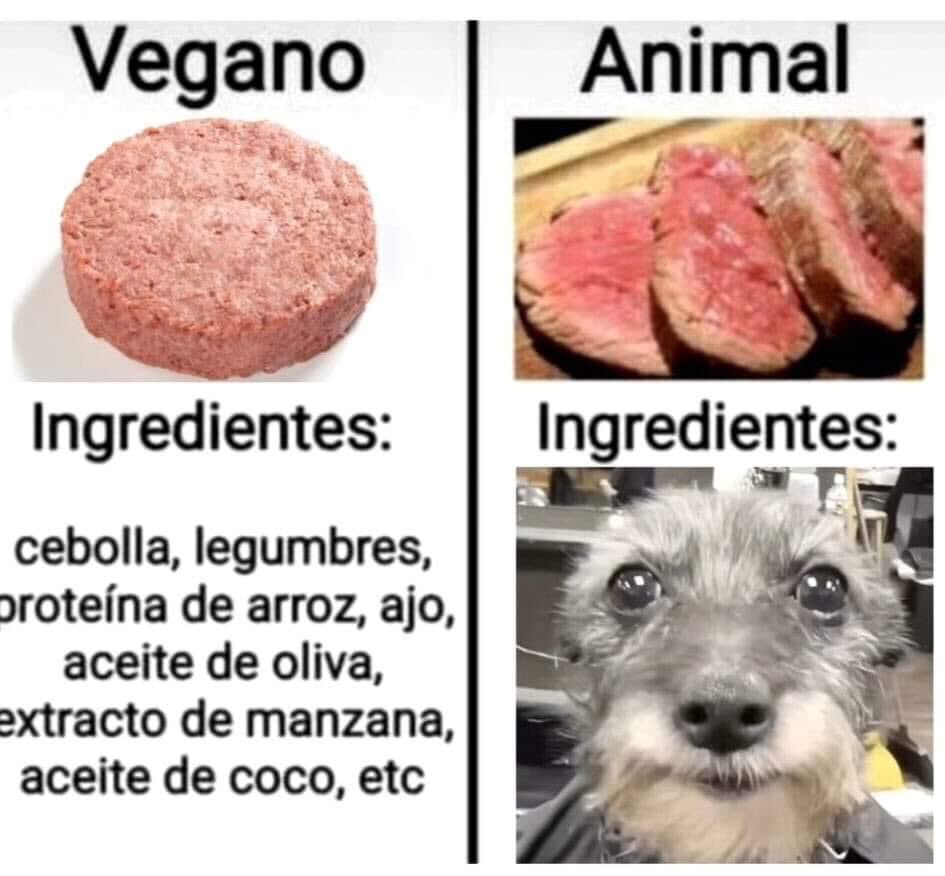 Vegano
Ingredientes:
cebolla, legumbres,
proteína de arroz, ajo,
aceite de oliva,
extracto de manzana,
aceite de coco, etc
Animal
Ingredientes: